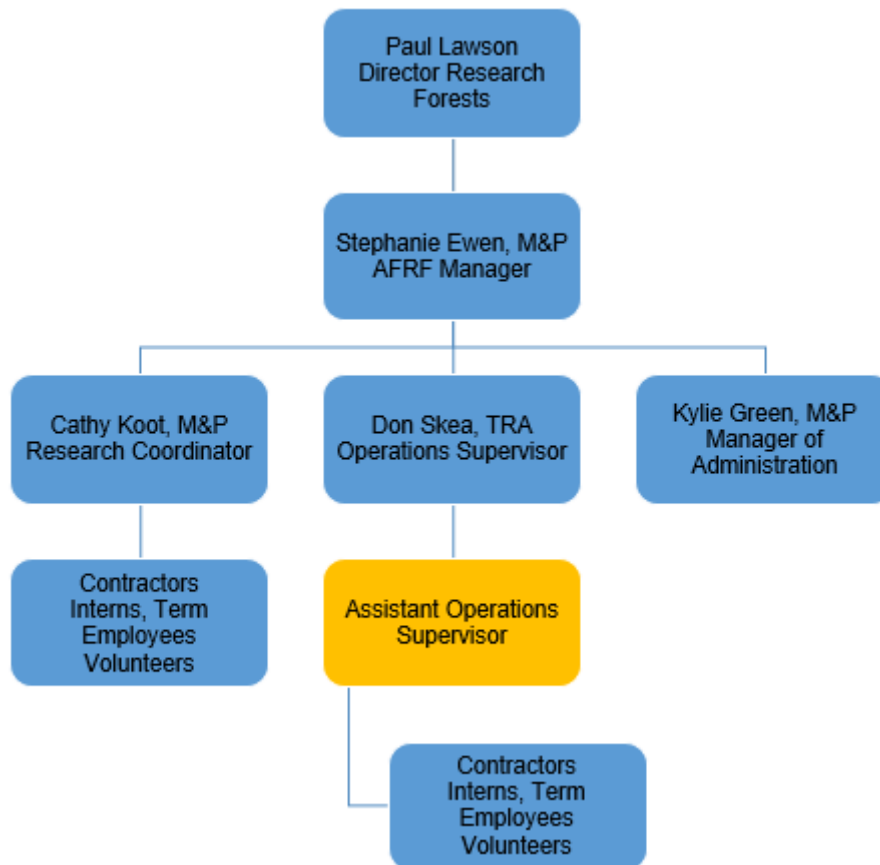 Paul Lawson
Director Research
Forests
Stephanie Ewen, M&P
AFRF Manager
Cathy Koot, M&P
Research Coordinator
Don Skea, TRA
Operations Supervisor
Kylie Green, M&P
Manager of
Administration
Contractors
Interns, Term
Employees
Volunteers
Assistant Operations
Supervisor
Contractors
Interns, Term
Employees
Volunteers